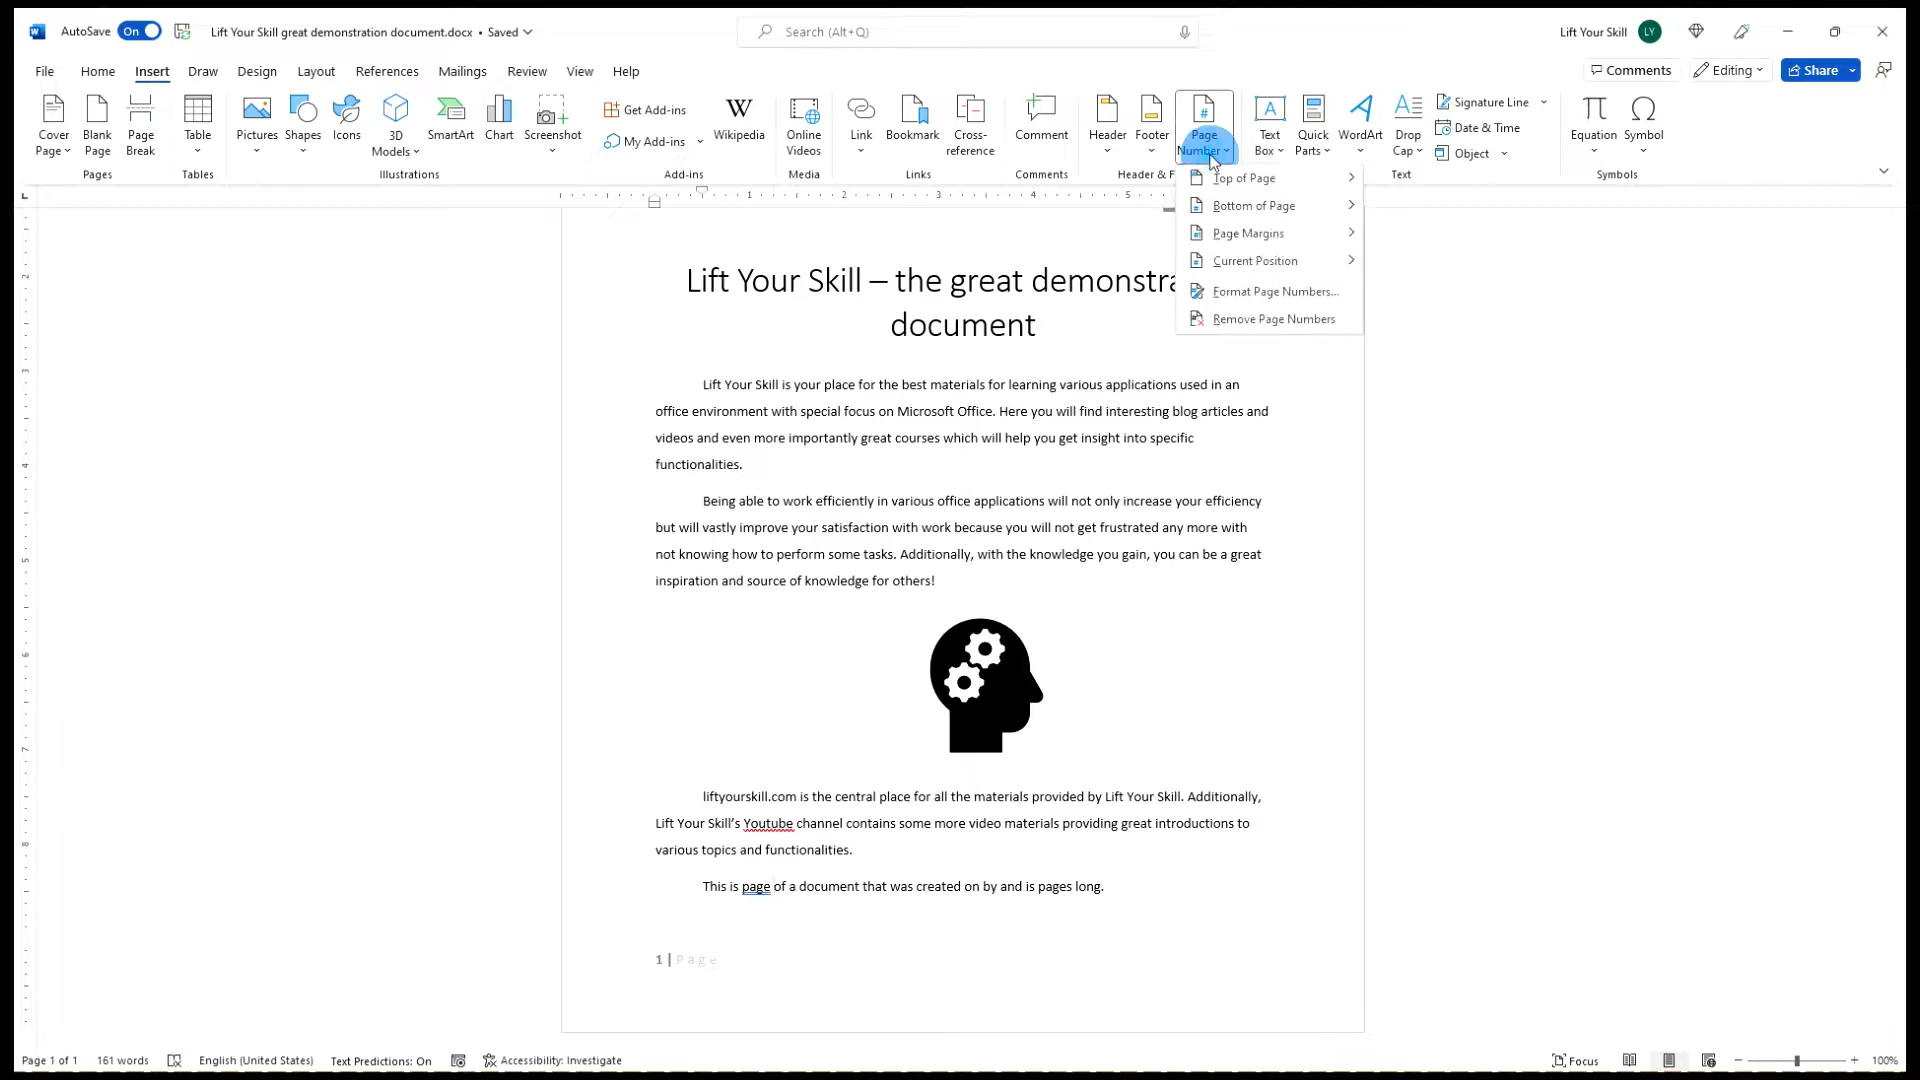 AutoSave On Lift Your Skill great demonstration document.docx • Saved Search (Alt+Q) Lift Your Skill LY
File Home Insert Draw Design Layout References Mailings Review View Help Comments Editing Share
Cover Page Blank Page Page Break Table Pictures Shapes Icons 3D Models SmartArt Chart Screenshot Get Add-ins My Add-ins Wikipedia Online Videos Link Bookmark Cross-reference Comment Header Footer Page Number Text Box Quick Parts WordArt Drop Cap Signature Line Date & Time Object Equation Symbol
Pages Tables Illustrations Add-ins Media Links Comments Header & F Text Symbols
Top of Page
Bottom of Page
Page Margins
Current Position
Format Page Numbers...
Remove Page Numbers
1 2 3 4 5
2
3
4
5
6
7
8
Lift Your Skill – the great demonstra
document
Lift Your Skill is your place for the best materials for learning various applications used in an
office environment with special focus on Microsoft Office. Here you will find interesting blog articles and
videos and even more importantly great courses which will help you get insight into specific
functionalities.
Being able to work efficiently in various office applications will not only increase your efficiency
but will vastly improve your satisfaction with work because you will not get frustrated any more with
not knowing how to perform some tasks. Additionally, with the knowledge you gain, you can be a great
inspiration and source of knowledge for others!
liftyourskill.com is the central place for all the materials provided by Lift Your Skill. Additionally,
Lift Your Skill’s Youtube channel contains some more video materials providing great introductions to
various topics and functionalities.
This is page of a document that was created on by and is pages long.
1 | Page
Page 1 of 1 161 words English (United States) Text Predictions: On Accessibility: Investigate Focus 100%